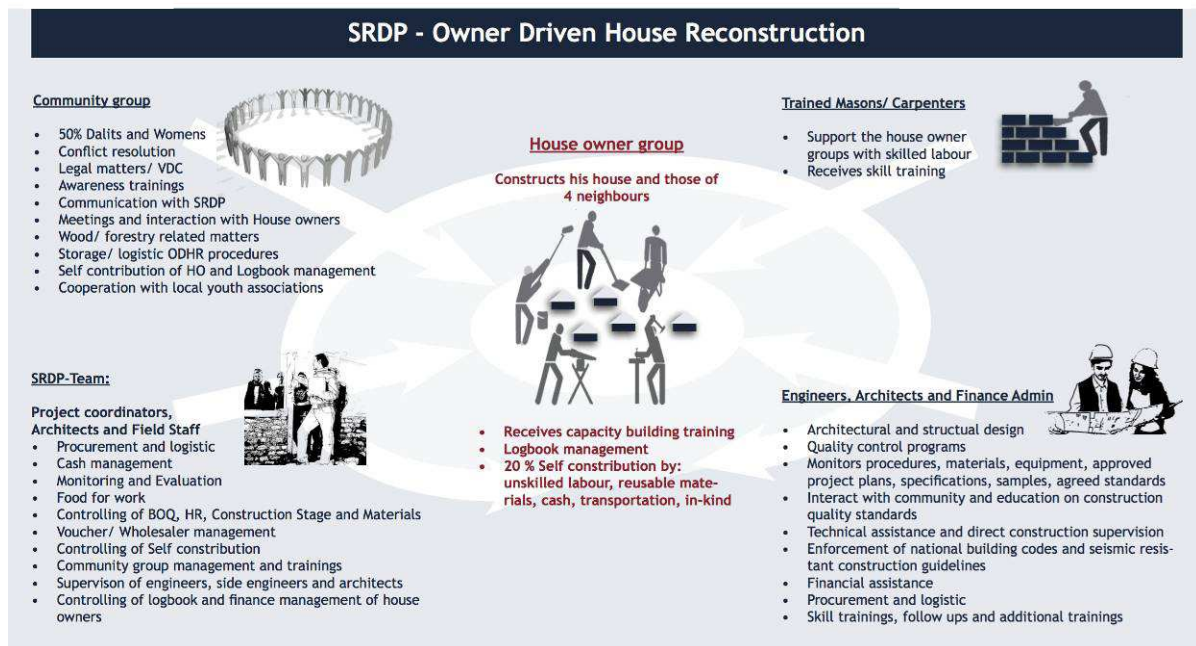 SRDP - Owner Driven House Reconstruction
Community group
• 50% Dalits and Womens
• Conflict resolution
• Legal matters/ VDC
• Awareness trainings
• Communication with SRDP
• Meetings and interaction with House owners
• Wood/ forestry related matters
• Storage/ logistic ODHR procedures
• Self contribution of HO and Logbook management
• Cooperation with local youth associations
House owner group
Constructs his house and those of
4 neighbours
• Receives capacity building training
• Logbook management
• 20 % Self constribution by:
unskilled labour, reusable mate-
rials, cash, transportation, in-kind
Trained Masons/ Carpenters
• Support the house owner
groups with skilled labour
• Receives skill training
SRDP-Team:
Project coordinators,
Architects and Field Staff
• Procurement and logistic
• Cash management
• Monitoring and Evaluation
• Food for work
• Controlling of BOQ, HR, Construction Stage and Materials
• Voucher/ Wholesaler management
• Controlling of Self constribution
• Community group management and trainings
• Supervison of engineers, side engineers and architects
• Controlling of logbook and finance management of house
owners
Engineers, Architects and Finance Admin
• Architectural and structual design
• Quality control programs
• Monitors procedures, materials, equipment, approved
project plans, specifications, samples, agreed standards
• Interact with community and education on construction
quality standards
• Technical assistance and direct construction supervision
• Enforcement of national building codes and seismic resis-
tant construction guidelines
• Financial assistance
• Procurement and logistic
• Skill trainings, follow ups and additional trainings